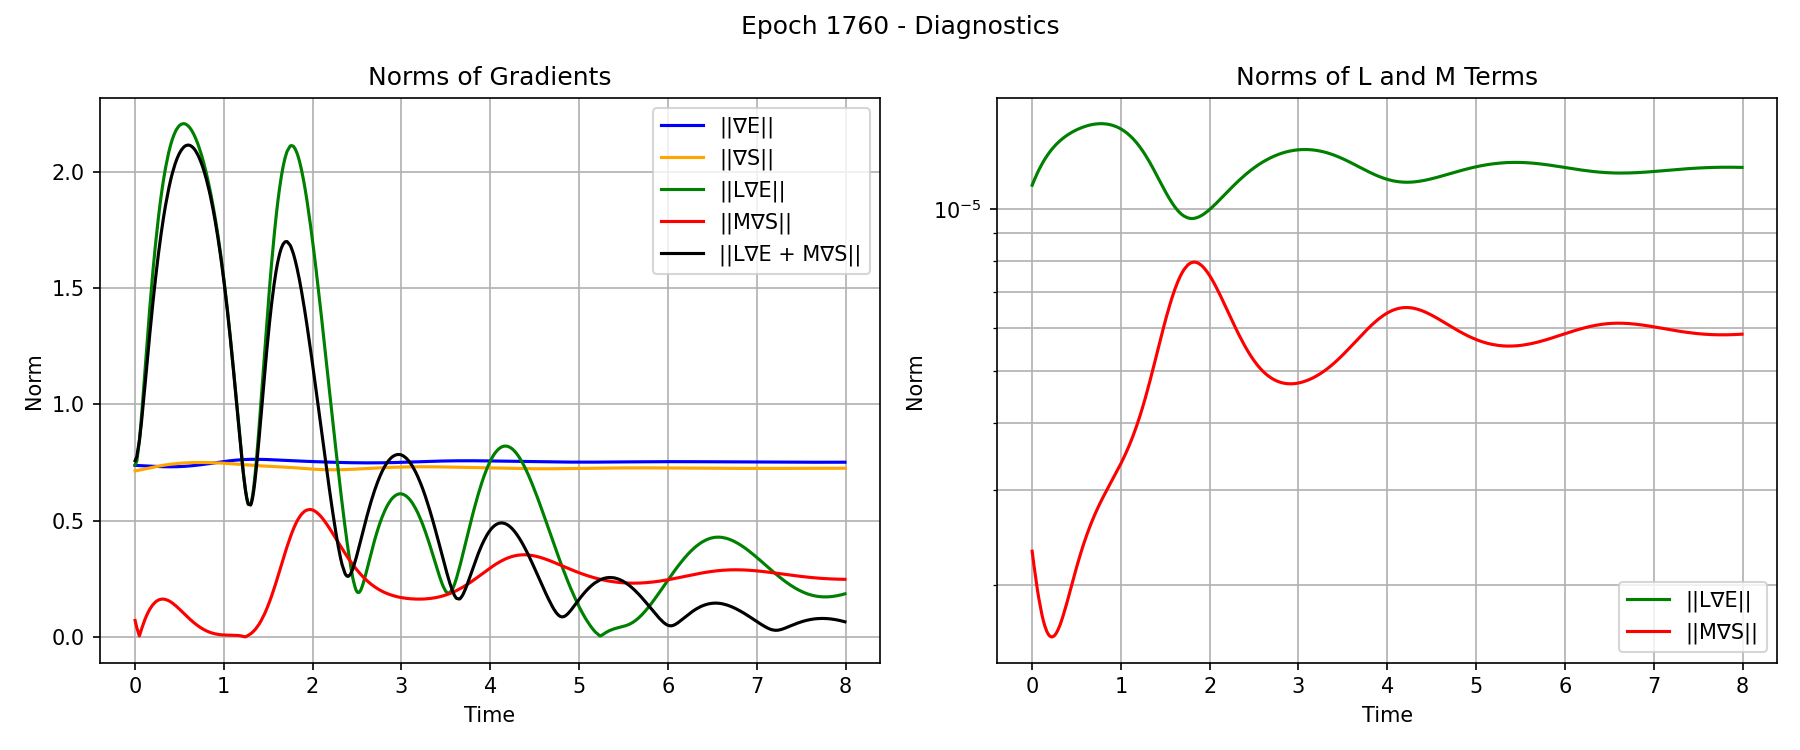 Epoch 1760 - Diagnostics
Norms of Gradients
Norm
2.0
1.5
1.0
0.5
0.0
||∇E||
||∇S||
||L∇E||
||M∇S||
||L∇E + M∇S||
0 1 2 3 4 5 6 7 8
Time
Norms of L and M Terms
Norm
10⁻⁵
||L∇E||
||M∇S||
0 1 2 3 4 5 6 7 8
Time